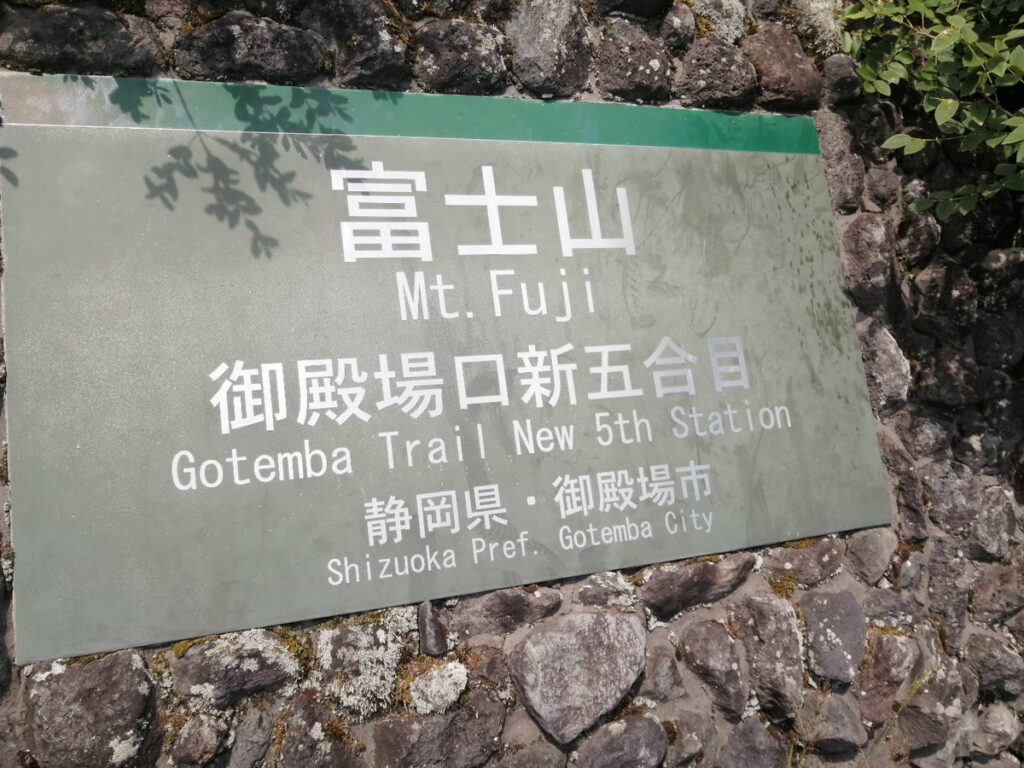 富士山
Mt.Fuji
御殿場口新五合目
Gotemba Trail New 5th Station
静岡県・御殿場市
Shizuoka Pref. Gotemba City